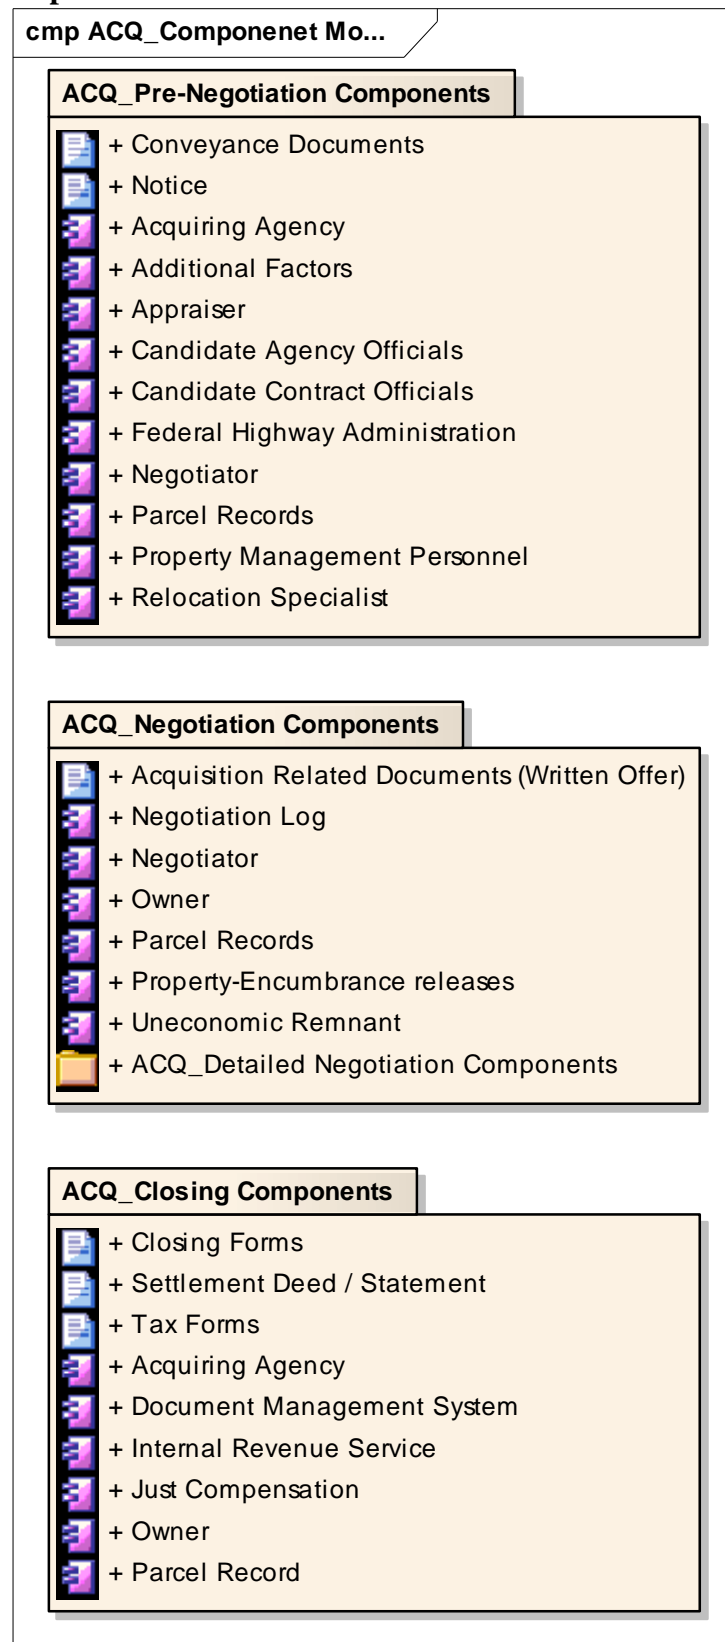 cmp ACQ_Componenet Mo...
ACQ_Pre-Negotiation Components
+ Conveyance Documents
+ Notice
+ Acquiring Agency
+ Additional Factors
+ Appraiser
+ Candidate Agency Officials
+ Candidate Contract Officials
+ Federal Highway Administration
+ Negotiator
+ Parcel Records
+ Property Management Personnel
+ Relocation Specialist
ACQ_Negotiation Components
+ Acquisition Related Documents (Written Offer)
+ Negotiation Log
+ Negotiator
+ Owner
+ Parcel Records
+ Property-Encumbrance releases
+ Uneconomic Remnant
+ ACQ_Detailed Negotiation Components
ACQ_Closing Components
+ Closing Forms
+ Settlement Deed / Statement
+ Tax Forms
+ Acquiring Agency
+ Document Management System
+ Internal Revenue Service
+ Just Compensation
+ Owner
+ Parcel Record